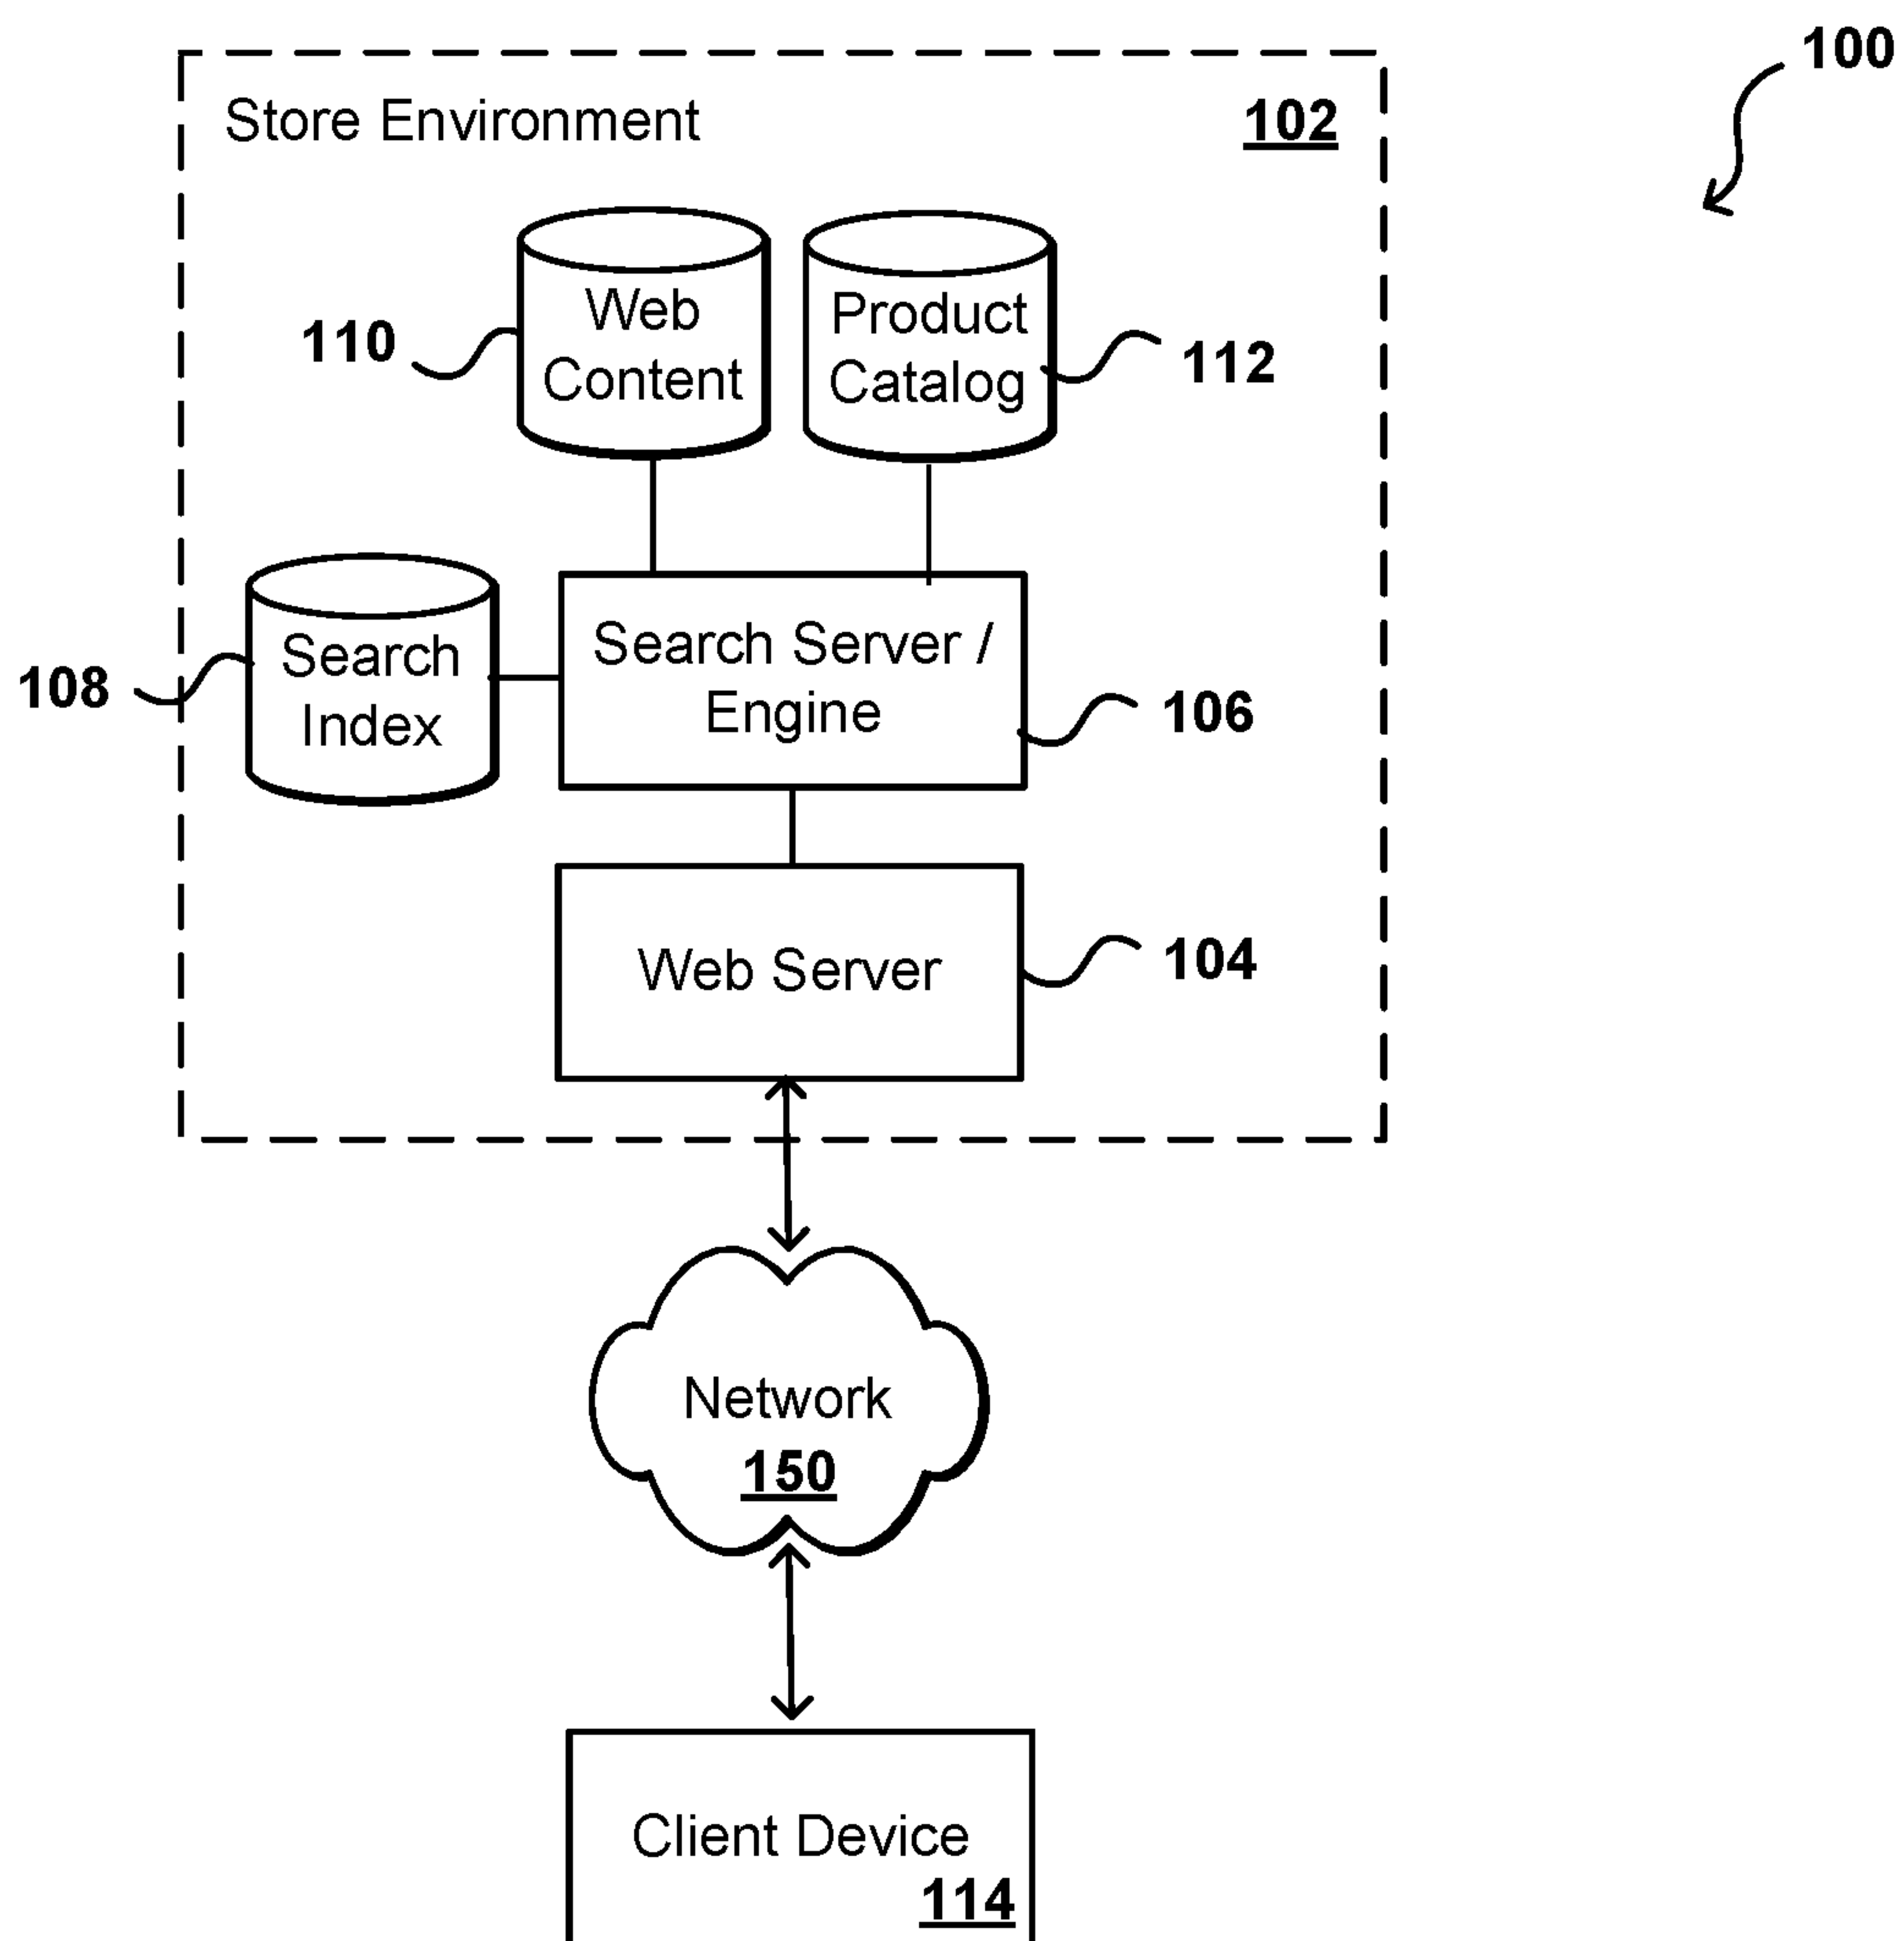 100
Store Environment
102
Web
Content
110
Product
Catalog
112
Search
Index
108
Search Server /
Engine
106
Web Server
104
Network
150
Client Device
114